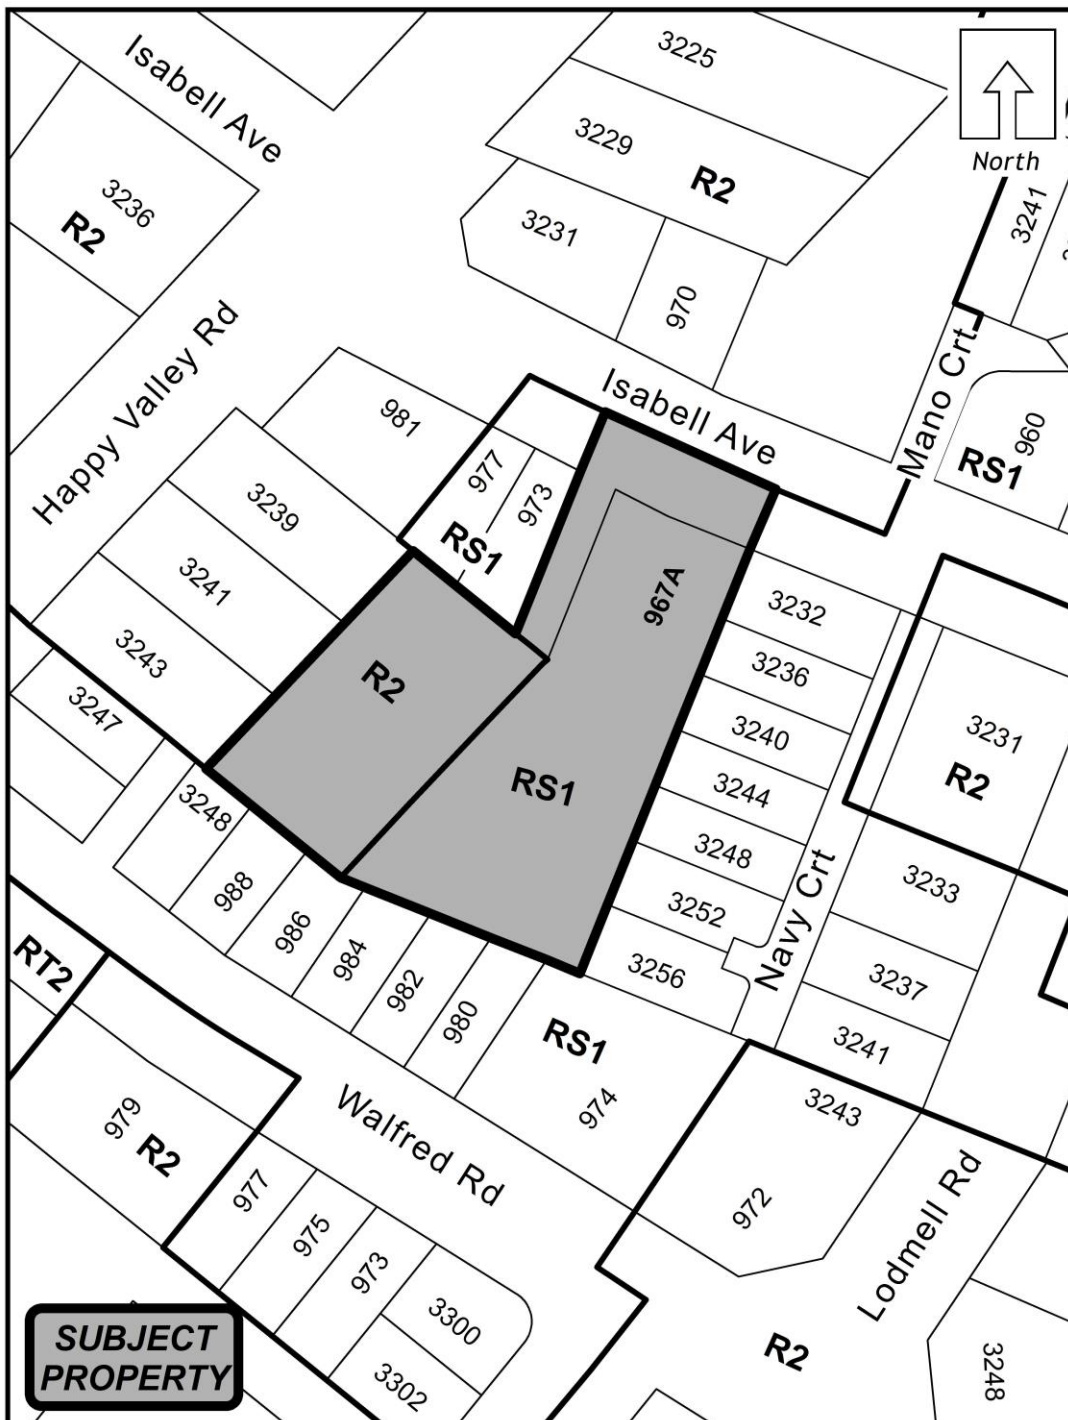 Isabell Ave
3225
3229
R2
North
3236
R2
3231
970
3241
Happy Valley Rd
981
Isabell Ave
Mano Crt
960
RS1
977
973
RS1
3239
3241
3243
3247
967A
R2
RS1
3232
3236
3240
3244
3248
3252
3256
Navy Crt
3231
R2
3233
3237
3241
3243
3248
988
986
984
982
980
RS1
974
RT2
979
R2
Walfred Rd
977
975
973
3300
3302
972
Lodmell Rd
R2
3248
SUBJECT
PROPERTY